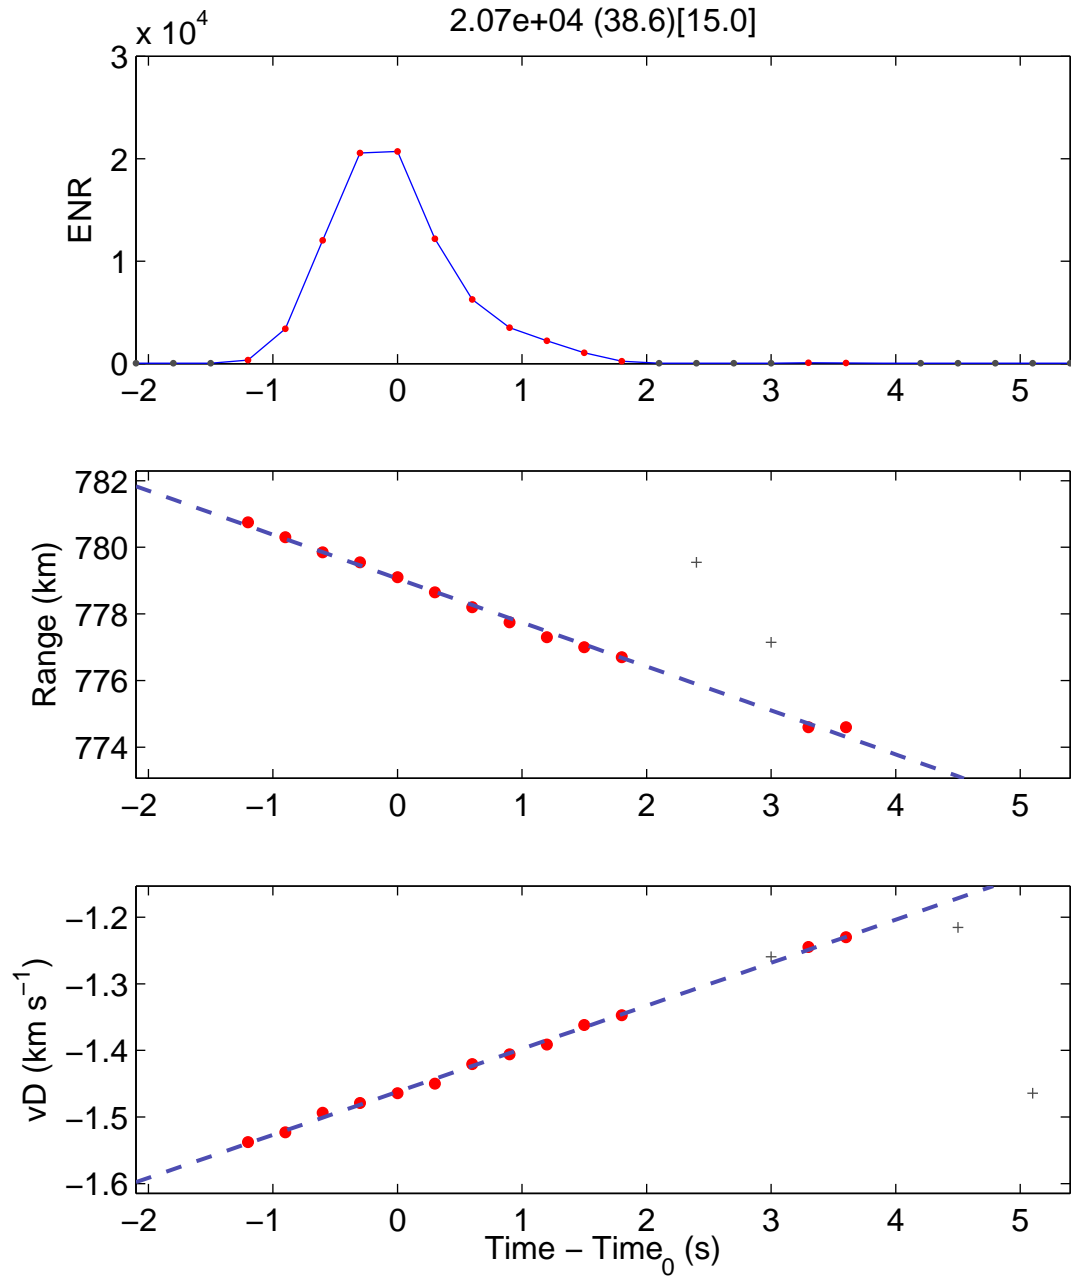 2.07e+04 (38.6)[15.0]
x 10^4
3
2
1
0
ENR
−2 −1 0 1 2 3 4 5
782
780
778
776
774
Range (km)
−2 −1 0 1 2 3 4 5
−1.2
−1.3
−1.4
−1.5
−1.6
vD (km s^−1)
−2 −1 0 1 2 3 4 5
Time − Time_0 (s)